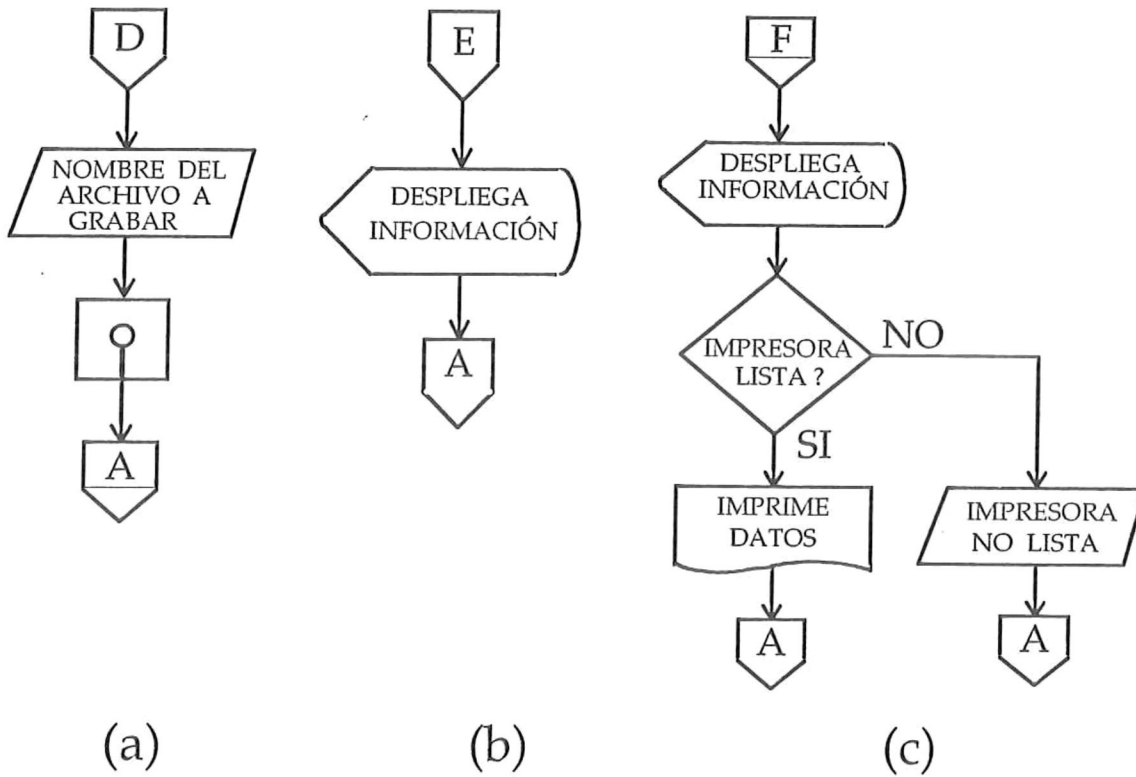 D
NOMBRE DEL
ARCHIVO A
GRABAR
A
(a)
E
DESPLIEGA
INFORMACIÓN
A
(b)
F
DESPLIEGA
INFORMACIÓN
IMPRESORA
LISTA ?
NO
SI
IMPRIME
DATOS
A
IMPRESORA
NO LISTA
A
(c)